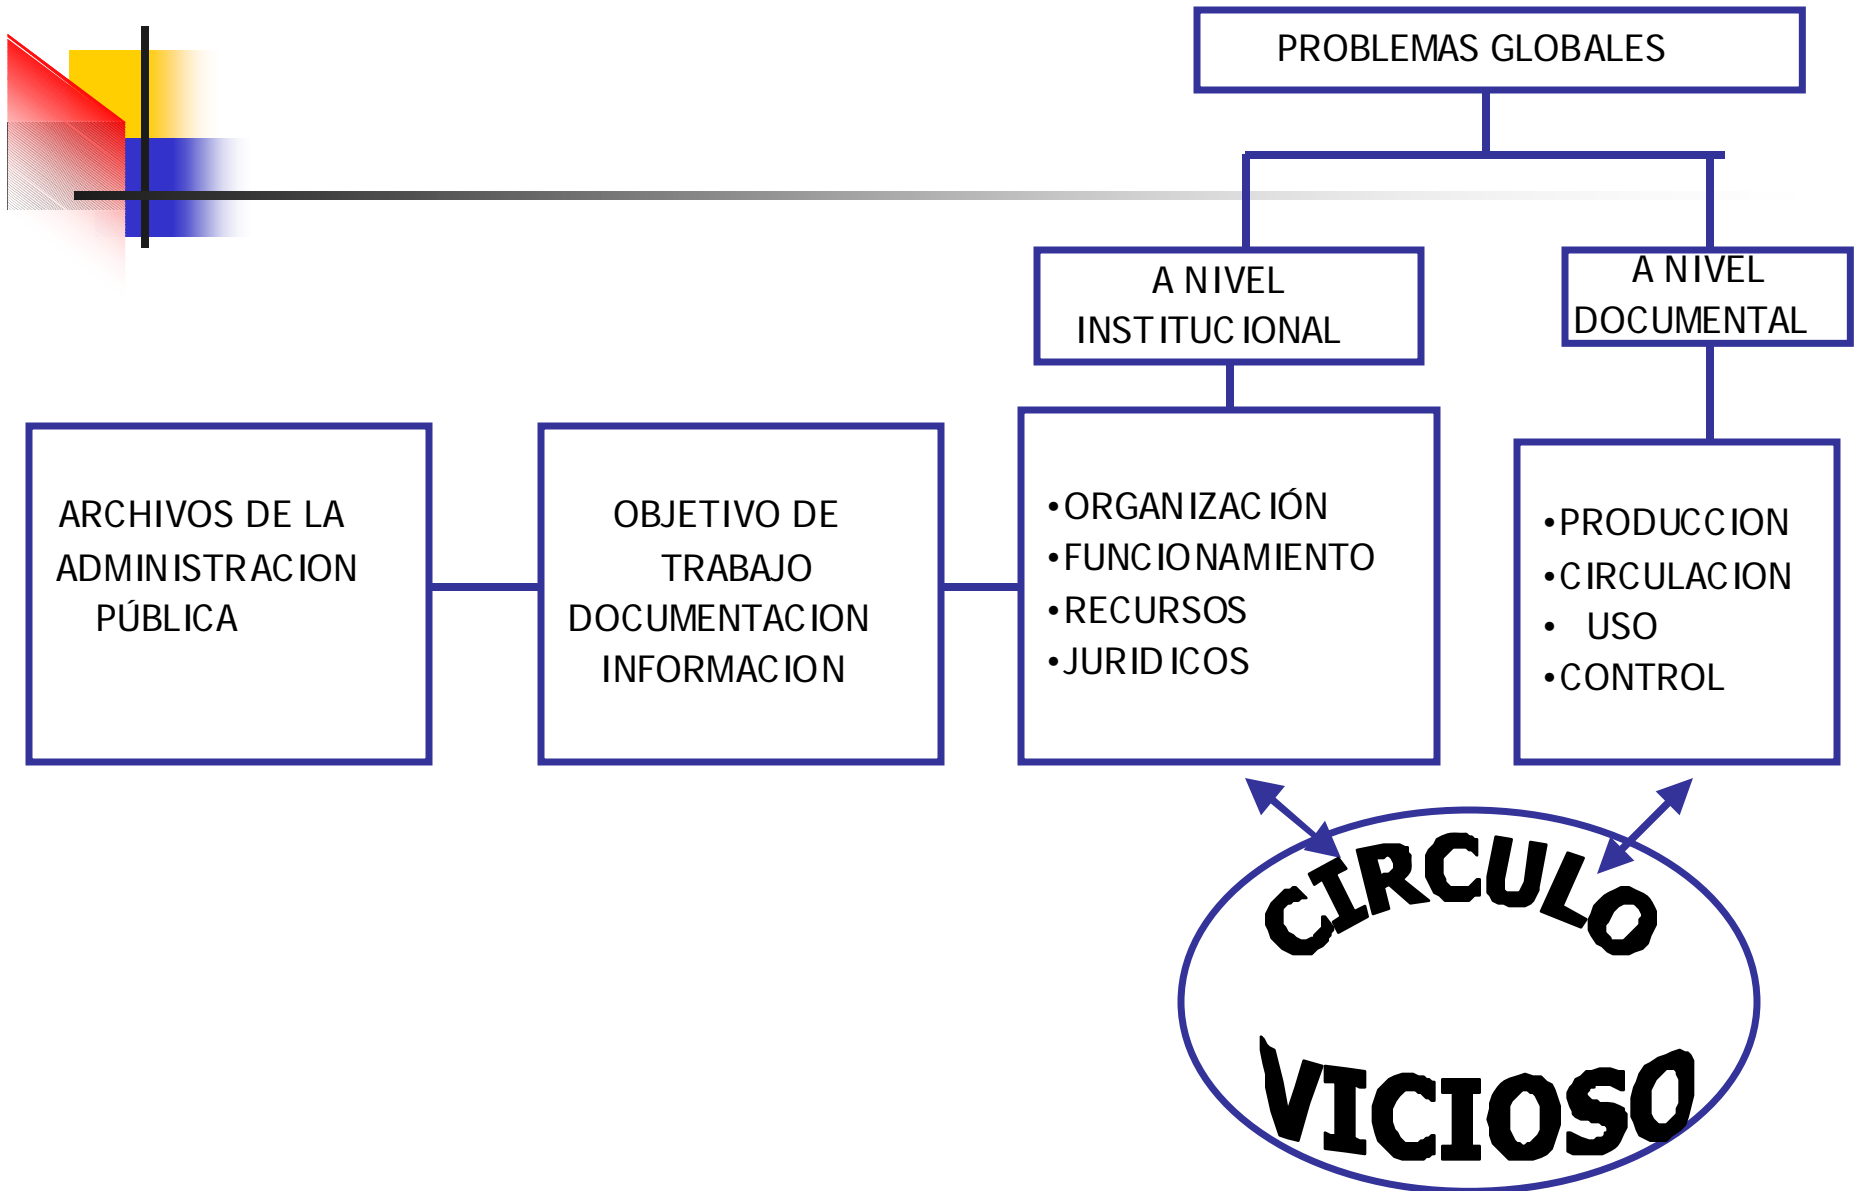 PROBLEMAS GLOBALES
A NIVEL
INSTITUCIONAL
A NIVEL
DOCUMENTAL
ARCHIVOS DE LA
ADMINISTRACION
PÚBLICA
OBJETIVO DE
TRABAJO
DOCUMENTACION
INFORMACION
•ORGANIZACIÓN
•FUNCIONAMIENTO
•RECURSOS
•JURIDICOS
•PRODUCCION
•CIRCULACION
• USO
•CONTROL
CIRCULO
VICIOSO